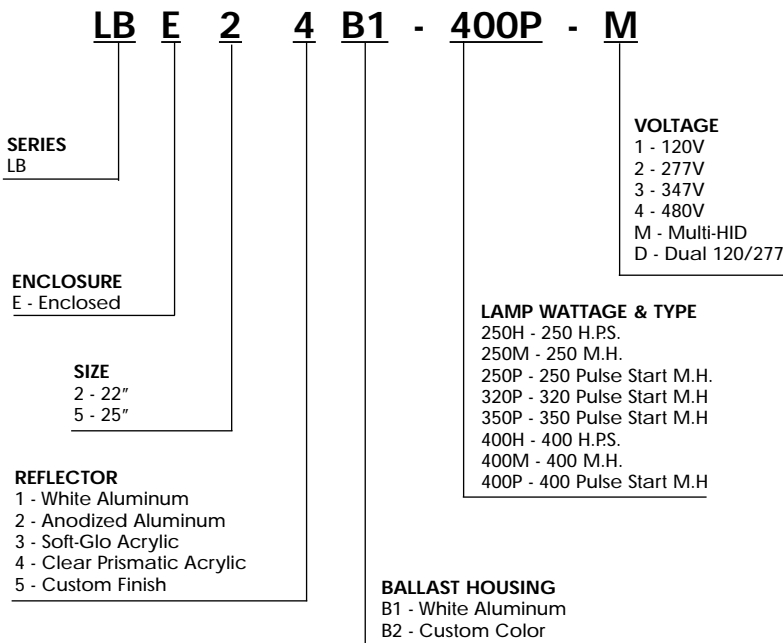 LB E 2 4 B1 - 400P - M
SERIES
LB
ENCLOSURE
E - Enclosed
SIZE
2 - 22"
5 - 25"
REFLECTOR
1 - White Aluminum
2 - Anodized Aluminum
3 - Soft-Glo Acrylic
4 - Clear Prismatic Acrylic
5 - Custom Finish
BALLAST HOUSING
B1 - White Aluminum
B2 - Custom Color
LAMP WATTAGE & TYPE
250H - 250 H.P.S.
250M - 250 M.H.
250P - 250 Pulse Start M.H.
320P - 320 Pulse Start M.H
350P - 350 Pulse Start M.H
400H - 400 H.P.S.
400M - 400 M.H.
400P - 400 Pulse Start M.H
VOLTAGE
1 - 120V
2 - 277V
3 - 347V
4 - 480V
M - Multi-HID
D - Dual 120/277